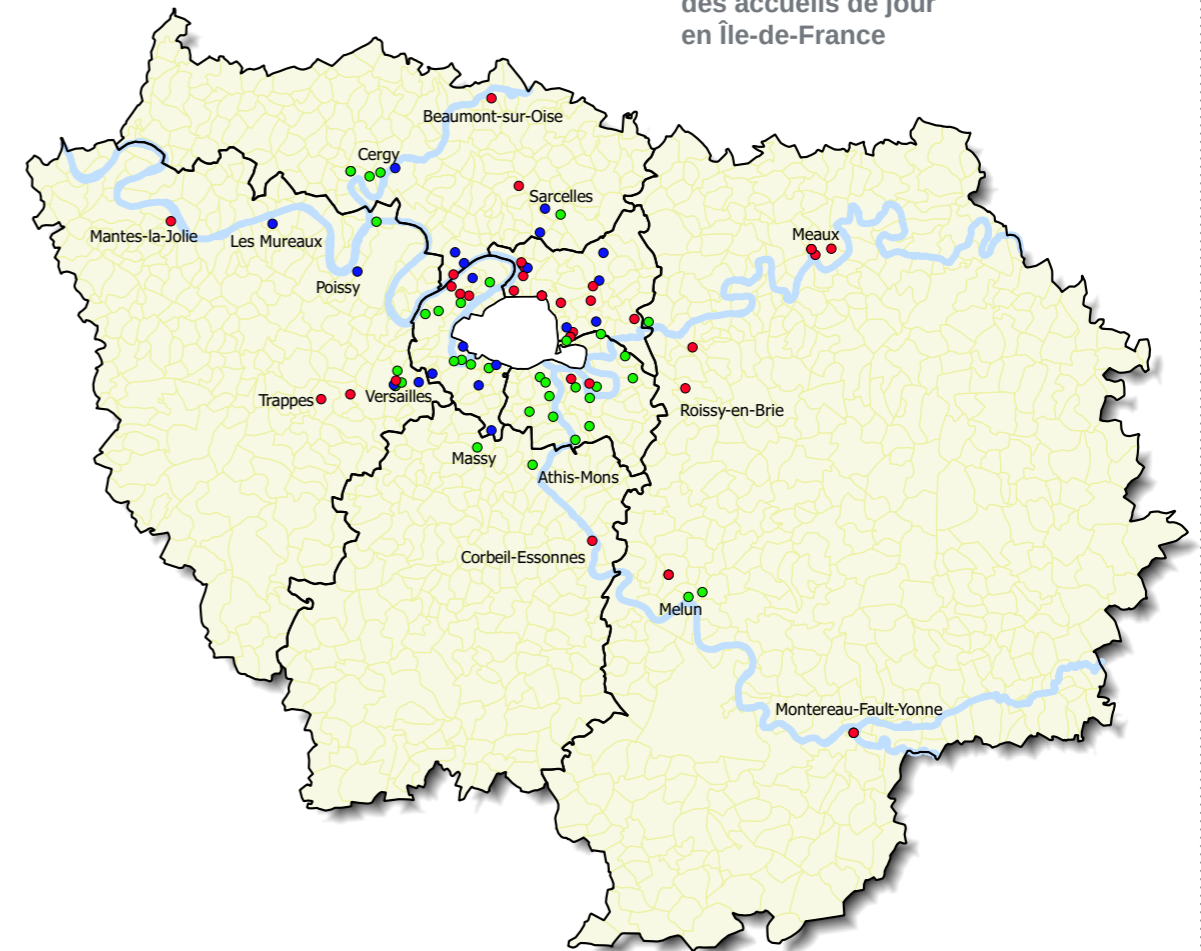 des accueils de jour
en Île-de-France
Beaumont-sur-Oise
Cergy
Sarcelles
Mantes-la-Jolie
Les Mureaux
Meaux
Poissy
Trappes
Versailles
Roissy-en-Brie
Massy
Athis-Mons
Corbeil-Essonnes
Melun
Montereau-Fault-Yonne